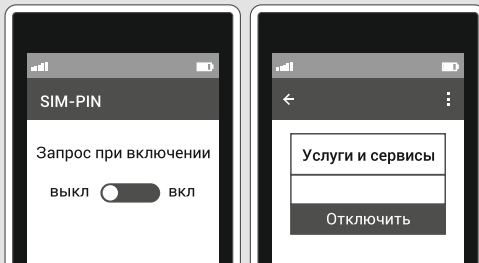 SIM-PIN
Запрос при включении
выкл вкл
Услуги и сервисы
Отключить